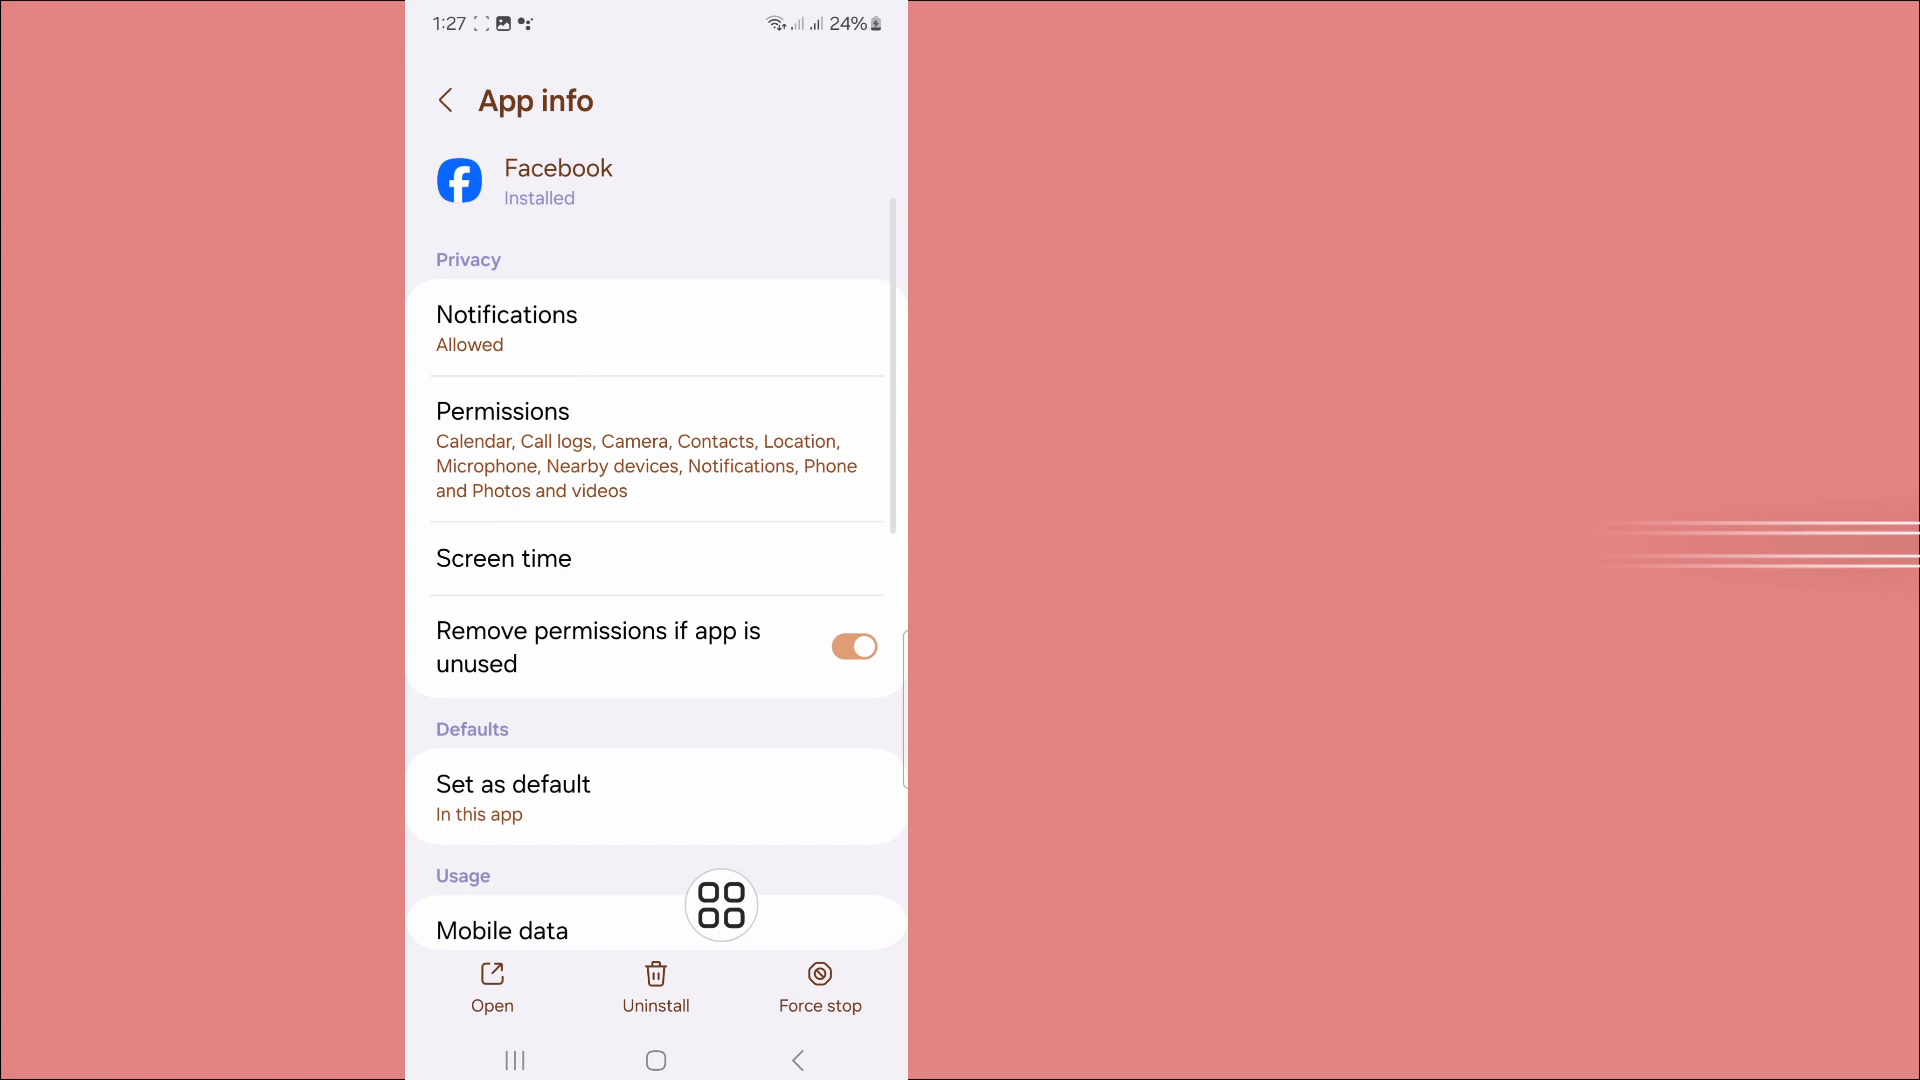 1:27
24%
App info
Facebook
Installed
Privacy
Notifications
Allowed
Permissions
Calendar, Call logs, Camera, Contacts, Location,
Microphone, Nearby devices, Notifications, Phone
and Photos and videos
Screen time
Remove permissions if app is
unused
Defaults
Set as default
In this app
Usage
Mobile data
Open
Uninstall
Force stop